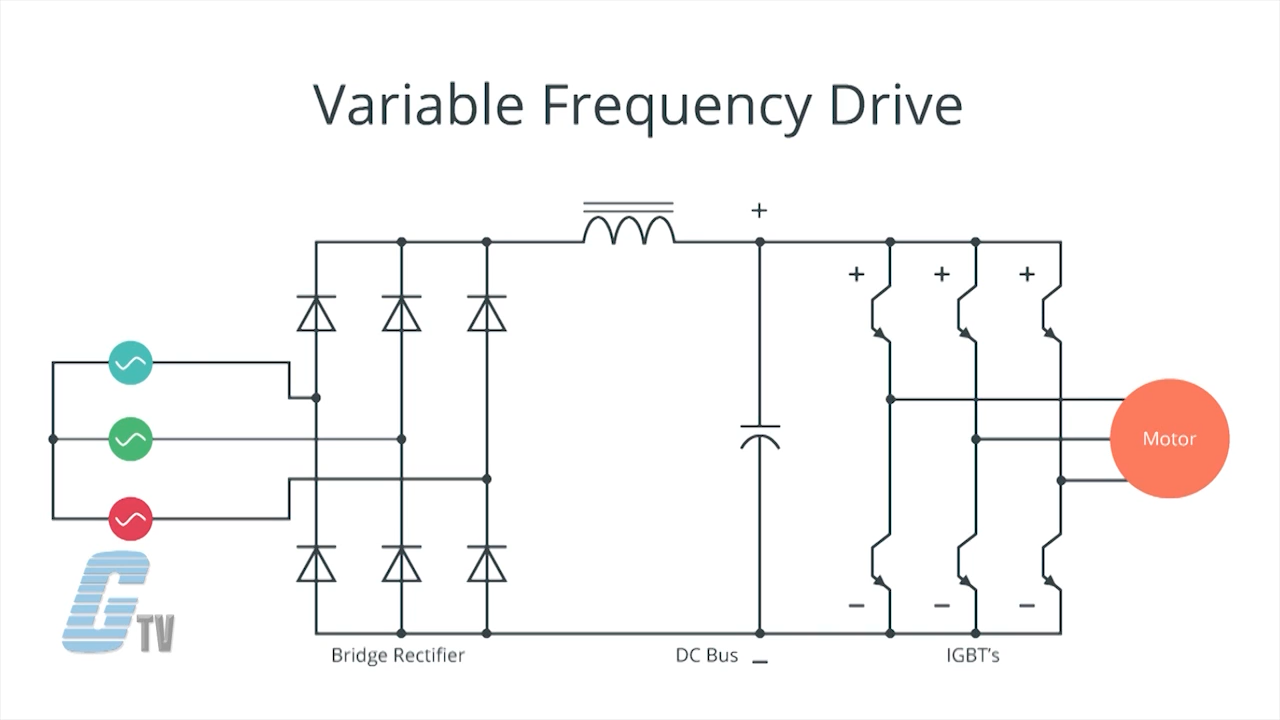 Variable Frequency Drive
+
+ + +
Motor
G TV
− − −
Bridge Rectifier
DC Bus −
IGBT’s